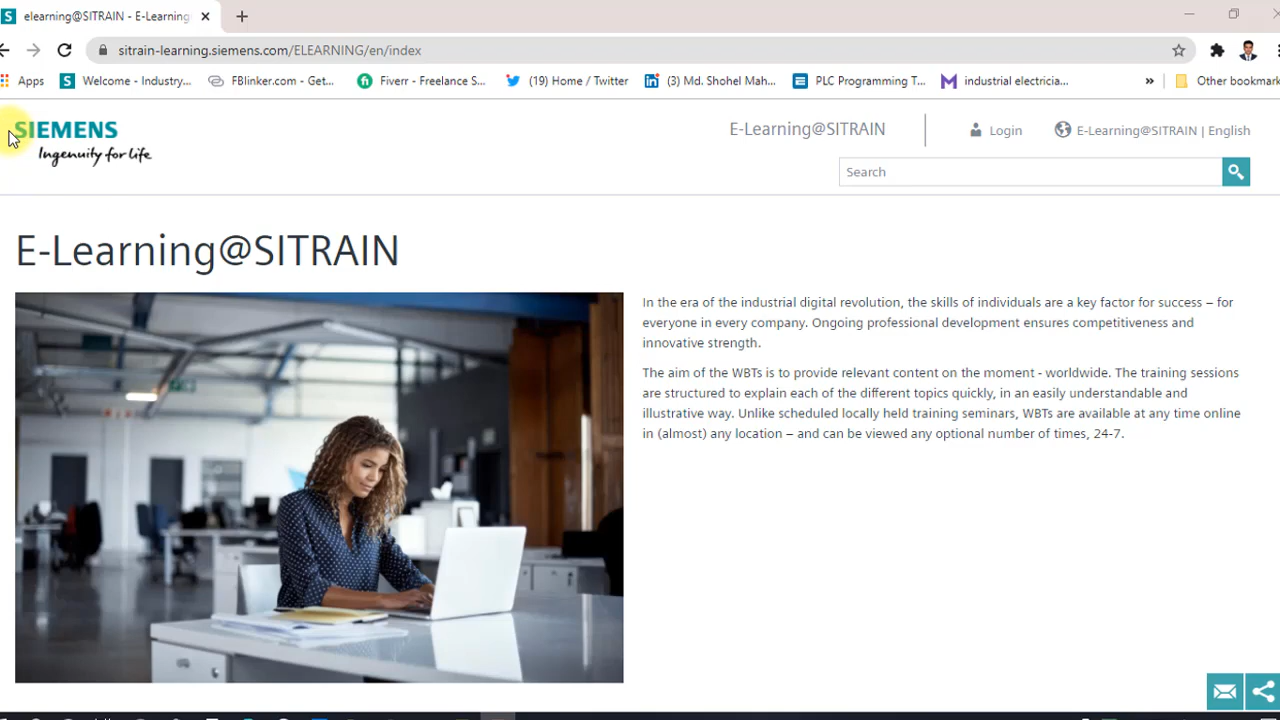 elearning@SITRAIN - E-Learning
sitrain-learning.siemens.com/ELEARNING/en/index
Apps
Welcome - Industry...
FBlinker.com - Get...
Fiverr - Freelance S...
(19) Home / Twitter
(3) Md. Shohel Mah...
PLC Programming T...
industrial electricia...
»
Other bookmark
SIEMENS
Ingenuity for life
E-Learning@SITRAIN
Login
E-Learning@SITRAIN | English
Search
E-Learning@SITRAIN
In the era of the industrial digital revolution, the skills of individuals are a key factor for success – for
everyone in every company. Ongoing professional development ensures competitiveness and
innovative strength.
The aim of the WBTs is to provide relevant content on the moment - worldwide. The training sessions
are structured to explain each of the different topics quickly, in an easily understandable and
illustrative way. Unlike scheduled locally held training seminars, WBTs are available at any time online
in (almost) any location – and can be viewed any optional number of times, 24-7.